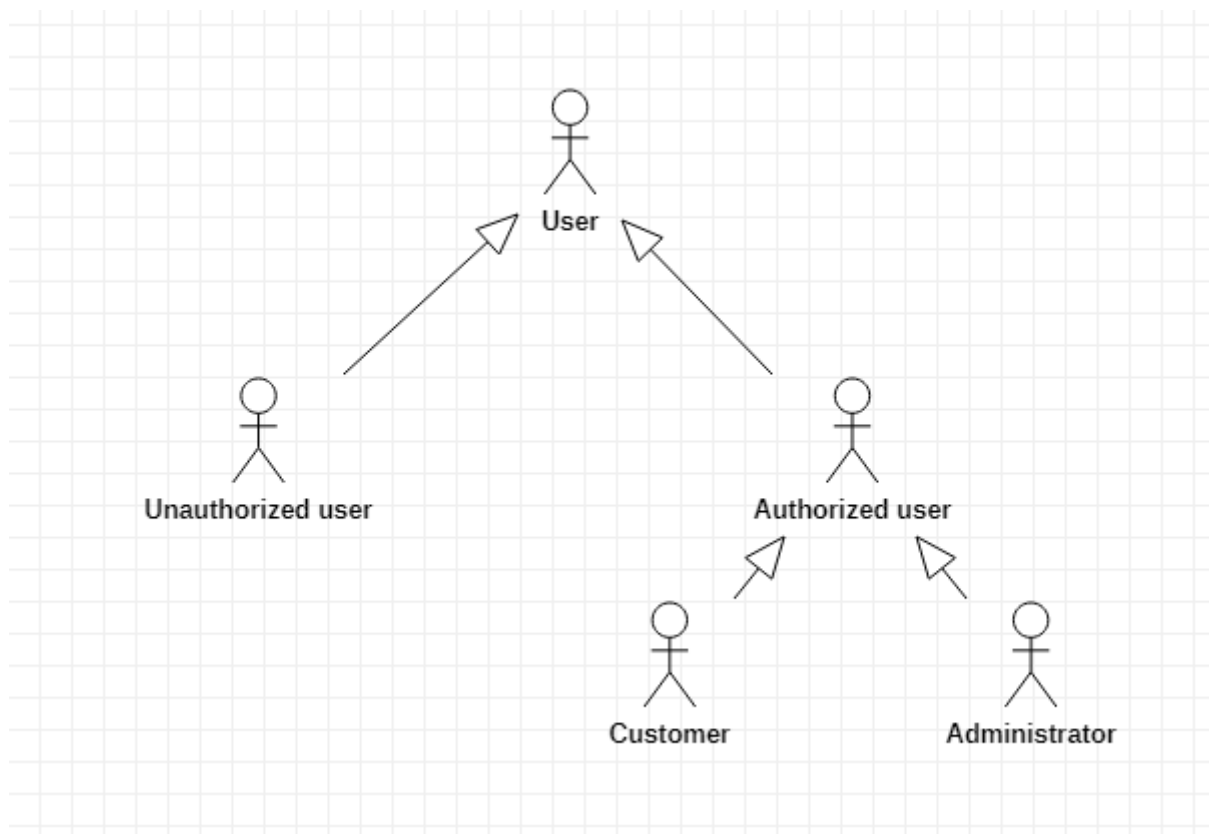 User
Unauthorized user
Authorized user
Customer
Administrator